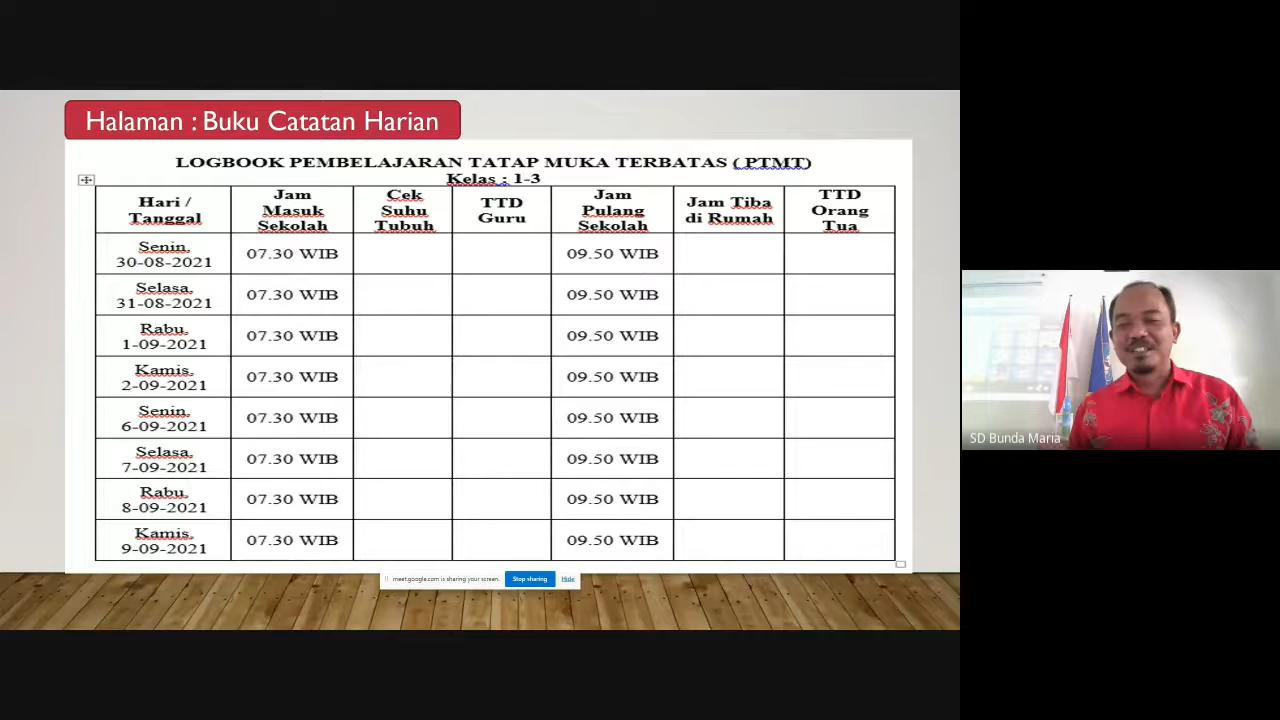 Halaman : Buku Catatan Harian
LOGBOOK PEMBELAJARAN TATAP MUKA TERBATAS ( PTMT)
Kelas : 1-3
Hari / Tanggal
Jam Masuk Sekolah
Cek Suhu Tubuh
TTD Guru
Jam Pulang Sekolah
Jam Tiba di Rumah
TTD Orang Tua
Senin, 30-08-2021
07.30 WIB
09.50 WIB
Selasa, 31-08-2021
07.30 WIB
09.50 WIB
Rabu, 1-09-2021
07.30 WIB
09.50 WIB
Kamis, 2-09-2021
07.30 WIB
09.50 WIB
Senin, 6-09-2021
07.30 WIB
09.50 WIB
Selasa, 7-09-2021
07.30 WIB
09.50 WIB
Rabu, 8-09-2021
07.30 WIB
09.50 WIB
Kamis, 9-09-2021
07.30 WIB
09.50 WIB
meet.google.com is sharing your screen.
Stop sharing
Hide
SD Bunda Maria